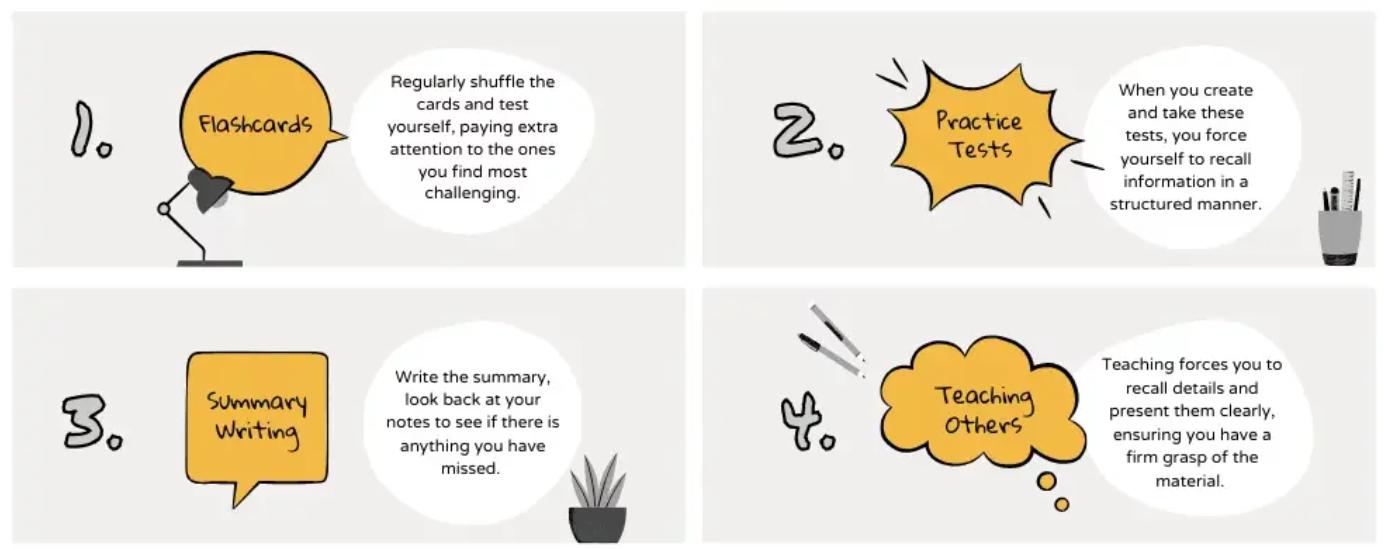 1.
Flashcards
Regularly shuffle the
cards and test
yourself, paying extra
attention to the ones
you find most
challenging.
2.
Practice
Tests
When you create
and take these
tests, you force
yourself to recall
information in a
structured manner.
3.
Summary
Writing
Write the summary,
look back at your
notes to see if there is
anything you have
missed.
4.
Teaching
Others
Teaching forces you to
recall details and
present them clearly,
ensuring you have a
firm grasp of the
material.